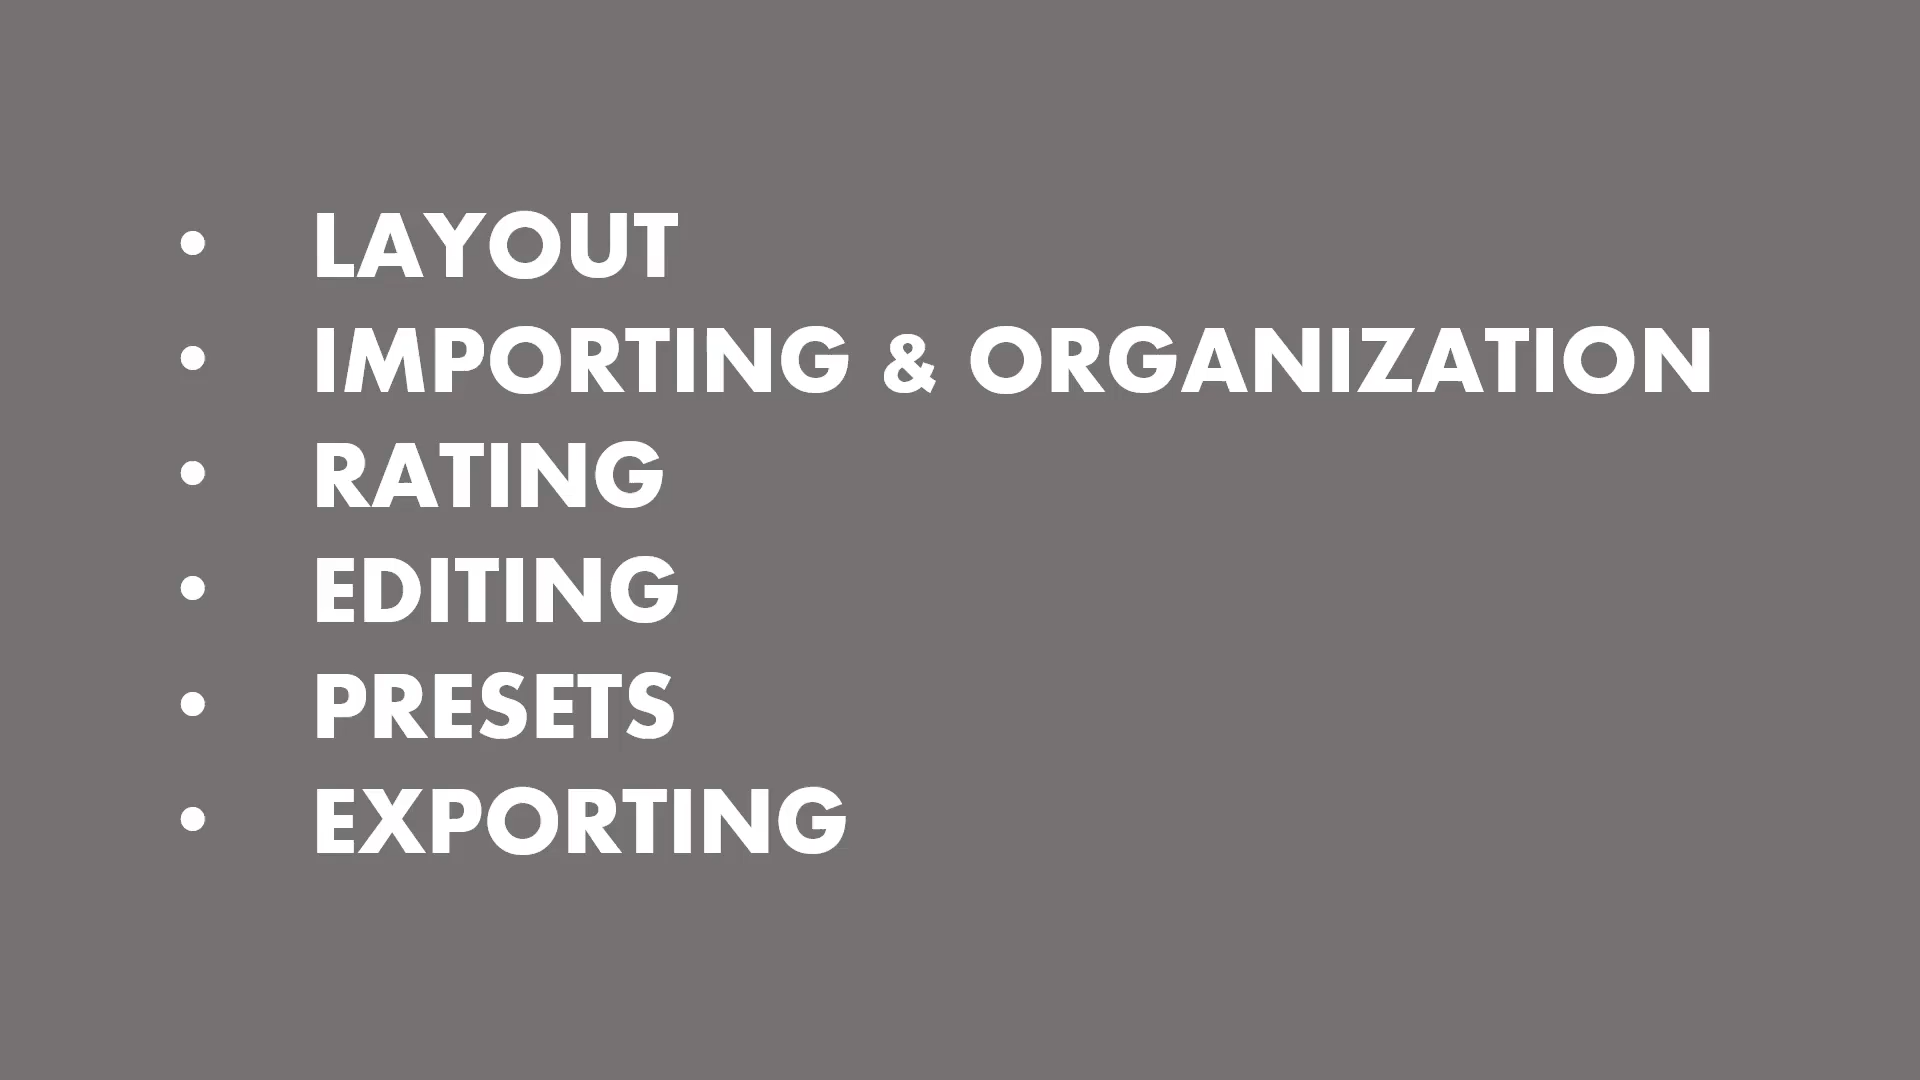 • LAYOUT
• IMPORTING & ORGANIZATION
• RATING
• EDITING
• PRESETS
• EXPORTING